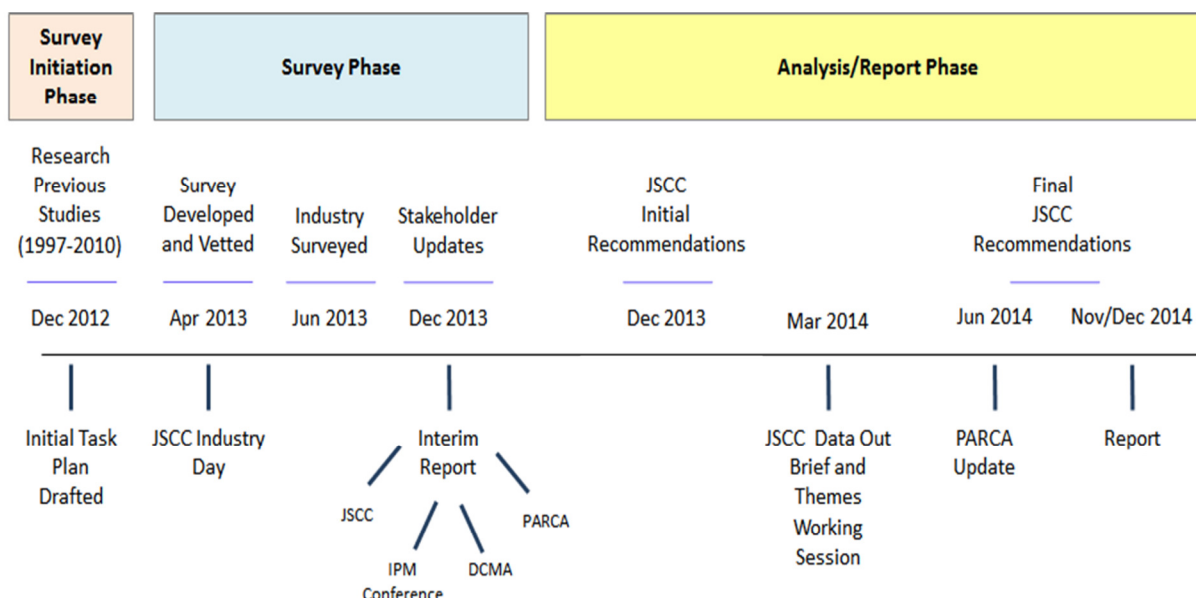 Survey
Initiation
Phase
Survey Phase
Analysis/Report Phase
Research
Previous
Studies
(1997-2010)
Survey
Developed
and Vetted
Industry
Surveyed
Stakeholder
Updates
JSCC
Initial
Recommendations
Final
JSCC
Recommendations
Dec 2012
Apr 2013
Jun 2013
Dec 2013
Dec 2013
Mar 2014
Jun 2014
Nov/Dec 2014
Initial Task
Plan
Drafted
JSCC Industry
Day
Interim
Report
JSCC
IPM
Conference
DCMA
PARCA
JSCC Data Out
Brief and
Themes
Working
Session
PARCA
Update
Report